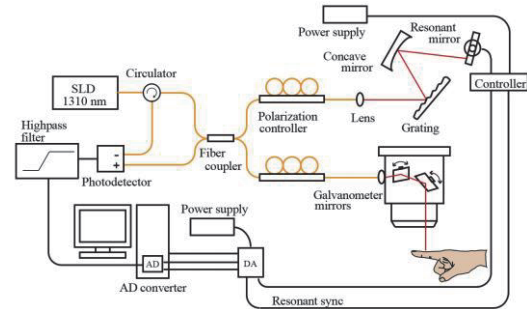 Power supply
Resonant
mirror
Concave
mirror
Circulator
SLD
1310 nm
Controller
Polarization
controller
Lens
Grating
Highpass
filter
-
+
Photodetector
Fiber
coupler
Galvanometer
mirrors
Power supply
AD
DA
AD converter
Resonant sync